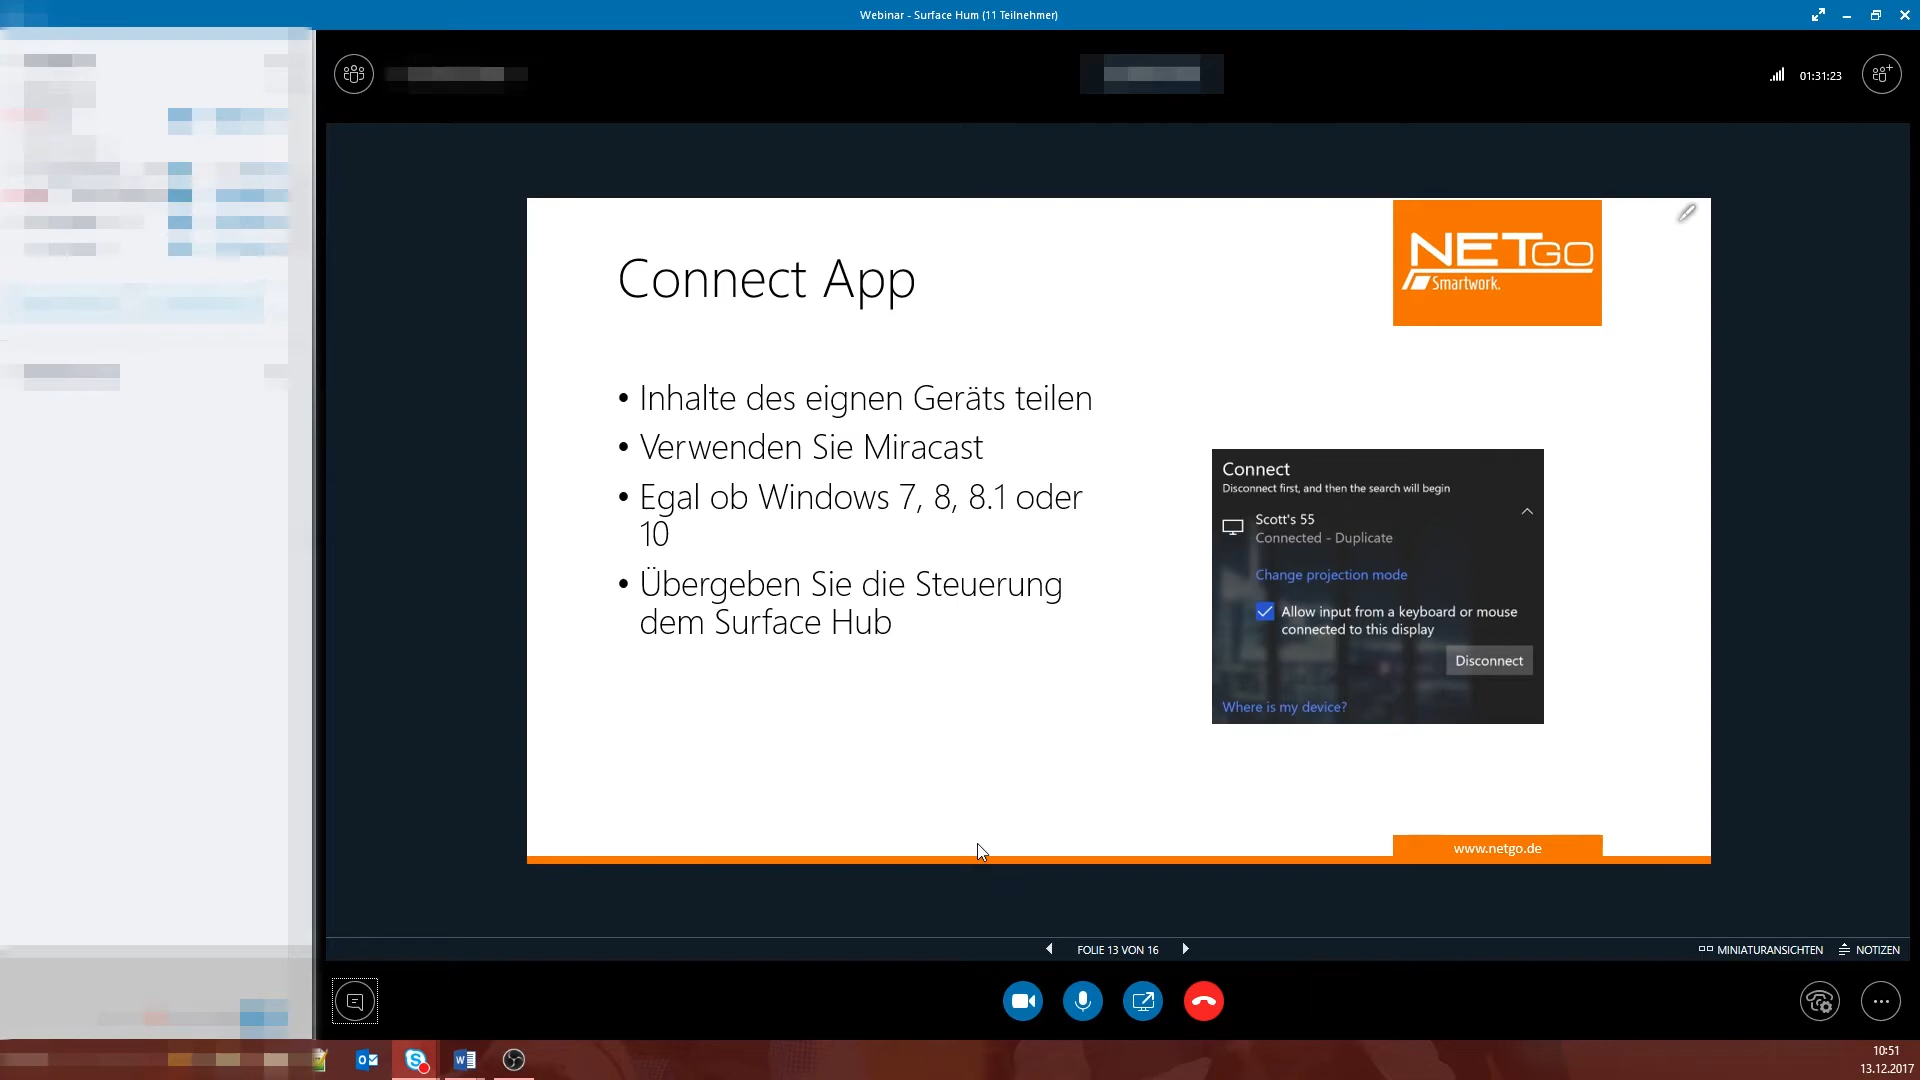 Webinar - Surface Hum (11 Teilnehmer)
01:31:23
NETGO
Smartwork.
Connect App
• Inhalte des eignen Geräts teilen
• Verwenden Sie Miracast
• Egal ob Windows 7, 8, 8.1 oder
10
• Übergeben Sie die Steuerung
dem Surface Hub
Connect
Disconnect first, and then the search will begin
Scott's 55
Connected - Duplicate
Change projection mode
Allow input from a keyboard or mouse
connected to this display
Disconnect
Where is my device?
www.netgo.de
FOLIE 13 VON 16
MINIATURANSICHTEN
NOTIZEN
10:51
13.12.2017